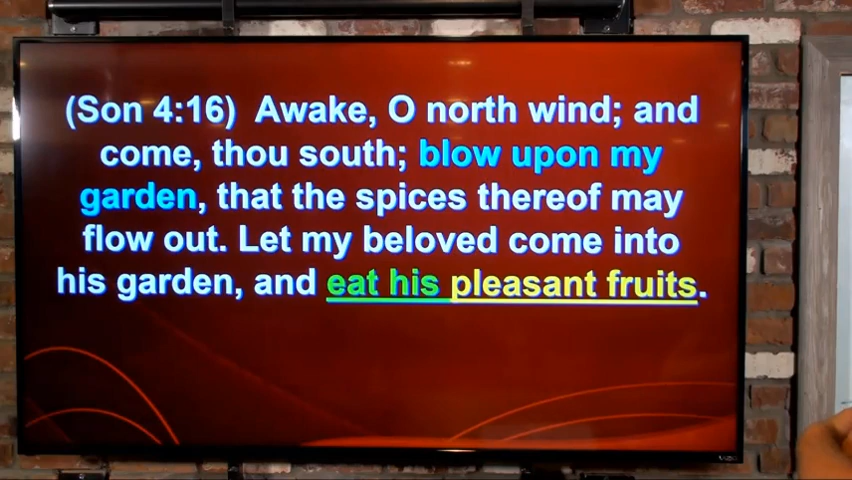 (Son 4:16) Awake, O north wind; and
come, thou south; blow upon my
garden, that the spices thereof may
flow out. Let my beloved come into
his garden, and eat his pleasant fruits.
VIZIO